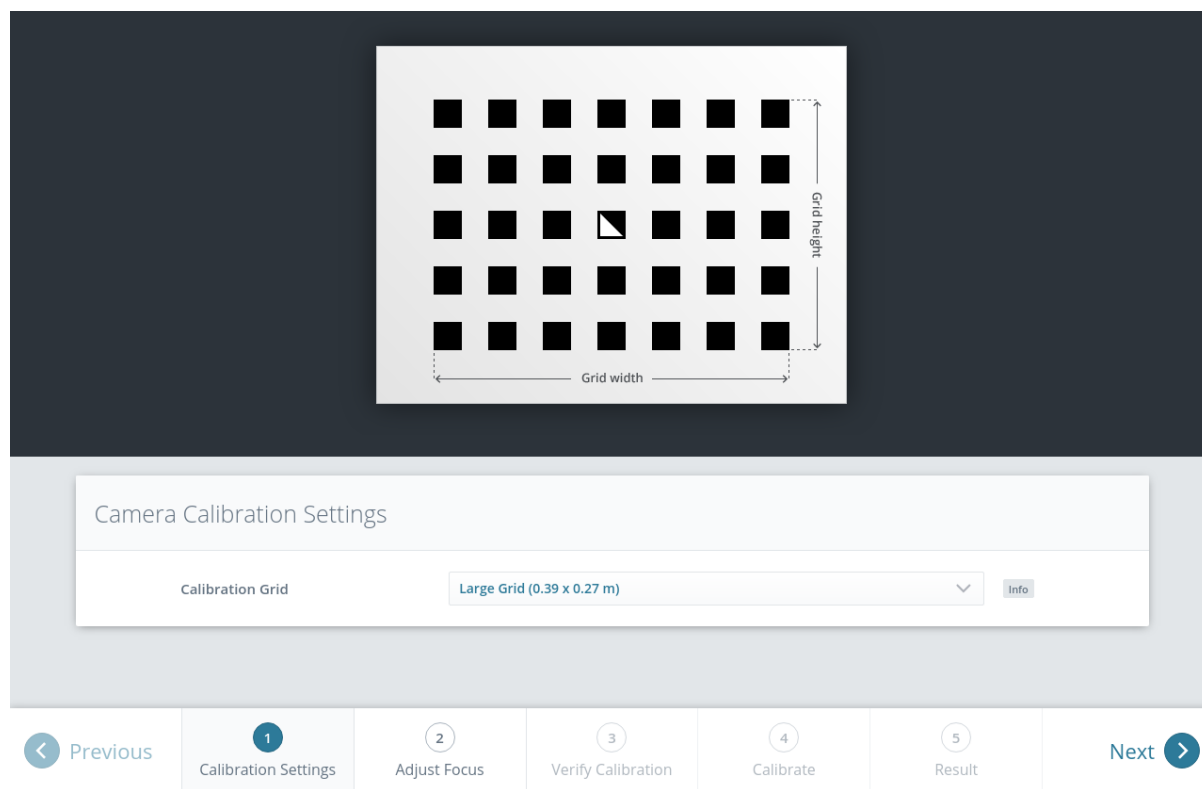 Grid height
Grid width
Camera Calibration Settings
Calibration Grid
Large Grid (0.39 x 0.27 m)
Info
Previous
1
Calibration Settings
2
Adjust Focus
3
Verify Calibration
4
Calibrate
5
Result
Next